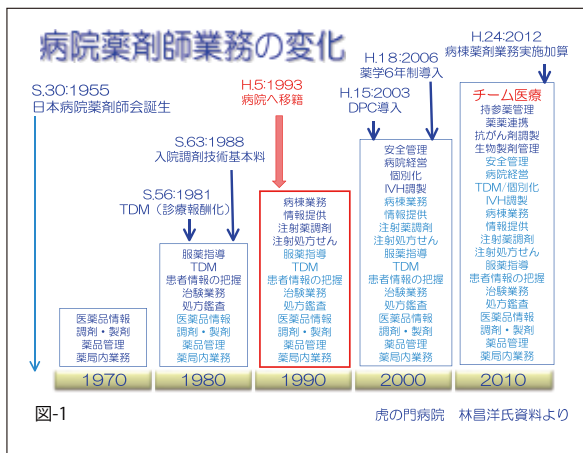 病院薬剤師業務の変化
S.30:1955
日本病院薬剤師会誕生
S.56:1981
TDM（診療報酬化）
S.63:1988
入院調剤技術基本料
H.5:1993
病院へ移籍
H.15:2003
DPC導入
H.18:2006
薬学6年制導入
H.24:2012
病棟薬剤業務実施加算
医薬品情報
調剤・製剤
薬品管理
薬局内業務
1970
服薬指導
TDM
患者情報の把握
治験業務
処方鑑査
医薬品情報
調剤・製剤
薬品管理
薬局内業務
1980
病棟業務
情報提供
注射薬調剤
注射処方せん
服薬指導
TDM
患者情報の把握
治験業務
処方鑑査
医薬品情報
調剤・製剤
薬品管理
薬局内業務
1990
安全管理
病院経営
個別化
IVH調製
病棟業務
情報提供
注射薬調剤
注射処方せん
服薬指導
TDM
患者情報の把握
治験業務
処方鑑査
医薬品情報
調剤・製剤
薬品管理
薬局内業務
2000
チーム医療
持参薬管理
薬薬連携
抗がん剤調製
生物製剤管理
安全管理
病院経営
TDM/個別化
IVH調製
病棟業務
情報提供
注射薬調剤
注射処方せん
服薬指導
患者情報の把握
治験業務
処方鑑査
医薬品情報
調剤・製剤
薬品管理
薬局内業務
2010
図-1
虎の門病院　林昌洋氏資料より